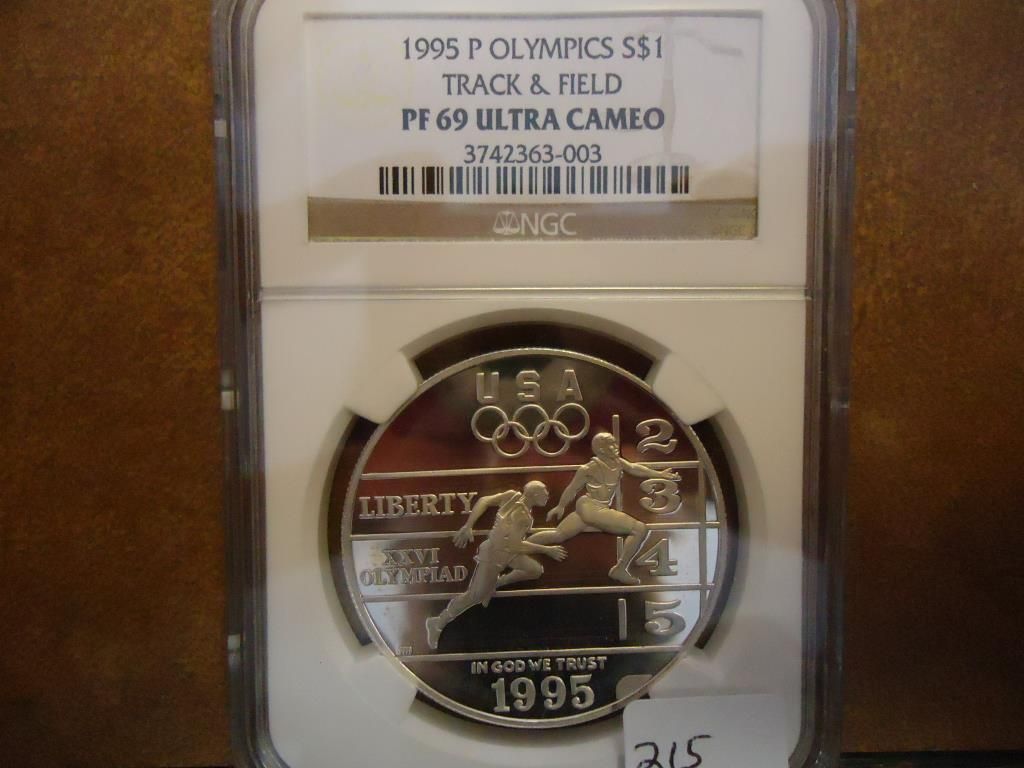 1995 P OLYMPICS S$1
TRACK & FIELD
PF 69 ULTRA CAMEO
3742363-003
NGC
USA
2
3
LIBERTY
4
XXVI
OLYMPIAD
5
IN GOD WE TRUST
1995
215